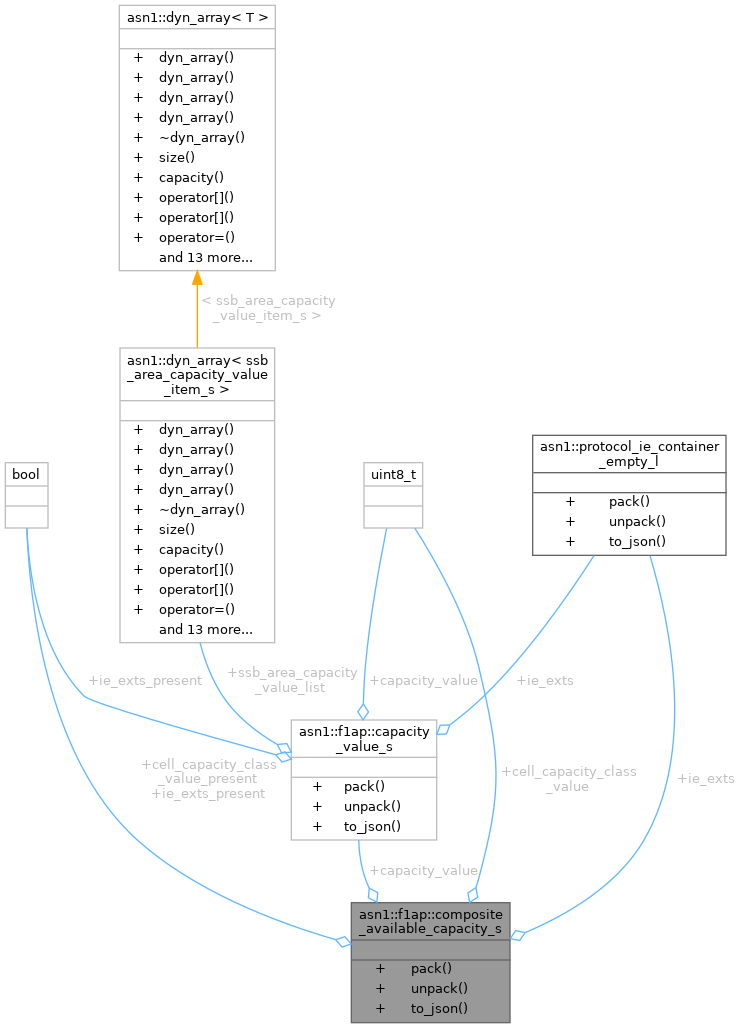 asn1::dyn_array< T >
+ dyn_array()
+ dyn_array()
+ dyn_array()
+ dyn_array()
+ ~dyn_array()
+ size()
+ capacity()
+ operator[]()
+ operator[]()
+ operator=()
and 13 more...
< ssb_area_capacity
_value_item_s >
asn1::dyn_array< ssb
_area_capacity_value
_item_s >
+ dyn_array()
+ dyn_array()
+ dyn_array()
+ dyn_array()
+ ~dyn_array()
+ size()
+ capacity()
+ operator[]()
+ operator[]()
+ operator=()
and 13 more...
bool
uint8_t
asn1::protocol_ie_container
_empty_l
+ pack()
+ unpack()
+ to_json()
+ie_exts_present
+ssb_area_capacity
_value_list
+capacity_value
+ie_exts
asn1::f1ap::capacity
_value_s
+ pack()
+ unpack()
+ to_json()
+cell_capacity_class
_value_present
+ie_exts_present
+cell_capacity_class
_value
+ie_exts
+capacity_value
asn1::f1ap::composite
_available_capacity_s
+ pack()
+ unpack()
+ to_json()